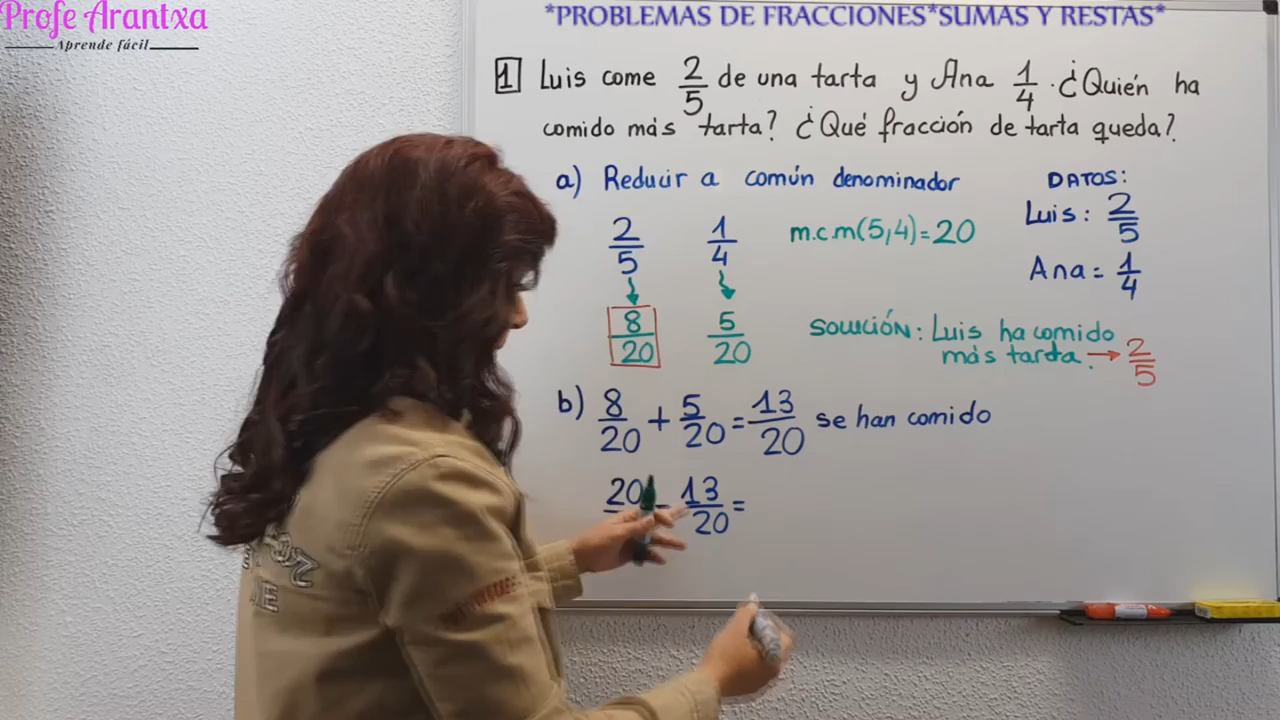 Profe Arantxa
Aprende fácil
*PROBLEMAS DE FRACCIONES*SUMAS Y RESTAS*
1 Luis come 2/5 de una tarta y Ana 1/4. ¿Quién ha
comido más tarta? ¿Qué fracción de tarta queda?
a) Reducir a común denominador
2/5 1/4 m.c.m(5,4)=20
8/20 5/20
DATOS:
Luis: 2/5
Ana = 1/4
SOLUCIÓN: Luis ha comido
más tarta. → 2/5
b) 8/20 + 5/20 = 13/20 se han comido
20 - 13/20 =